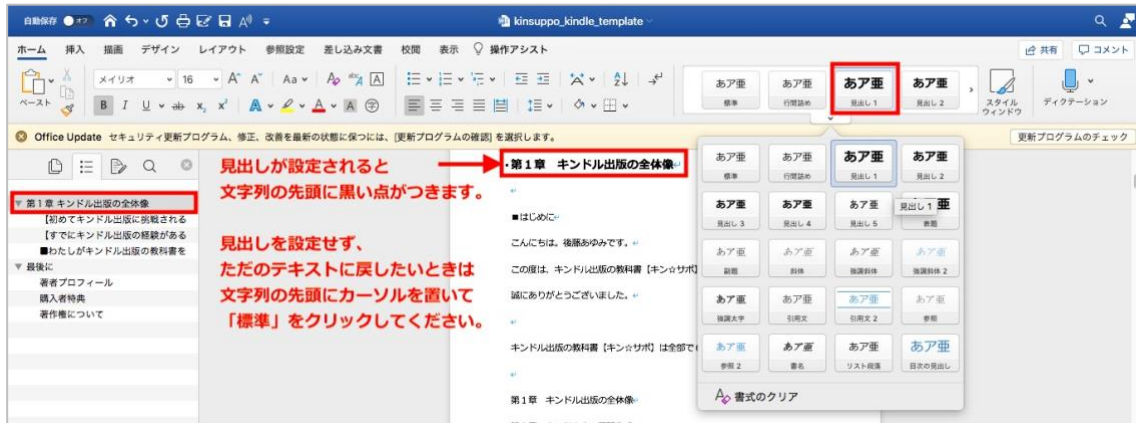 自動保存 オフ kinsuppo_kindle_template
ホーム 挿入 描画 デザイン レイアウト 参照設定 差し込み文書 校閲 表示 操作アシスト 共有 コメント
ペースト メイリオ 16 A^ Aˇ Aa A
B I U ab x₂ x² A A A
あア亜 標準
あア亜 行間詰め
あア亜 見出し 1
あア亜 見出し 2
スタイル
ウィンドウ
ディクテーション
Office Update セキュリティ更新プログラム、修正、改善を最新の状態に保つには、[更新プログラムの確認] を選択します。 更新プログラムのチェック
第1章 キンドル出版の全体像
【初めてキンドル出版に挑戦される
【すでにキンドル出版の経験がある
■わたしがキンドル出版の教科書を
最後に
著者プロフィール
購入者特典
著作権について
見出しが設定されると
文字列の先頭に黒い点がつきます。
見出しを設定せず、
ただのテキストに戻したいときは
文字列の先頭にカーソルを置いて
「標準」をクリックしてください。
・第1章 キンドル出版の全体像
■はじめに
こんにちは。後藤あゆみです。
この度は、キンドル出版の教科書【キン☆サポ】
誠にありがとうございました。
キンドル出版の教科書【キン☆サポ】は全部で
第1章 キンドル出版の全体像
あア亜 あア亜 あア亜 あア亜
標準 行間詰め 見出し 1 見出し 2
あア亜 あア亜 あア亜 亜
見出し 3 見出し 4 見出し 5 見出し 1 表題
あア亜 あア亜 あア亜 あア亜
副題 斜体 強調斜体 強調斜体 2
あア亜 あア亜 あア亜 あア亜
強調太字 引用文 引用文 2 参照
あア亜 あア亜 あア亜 あア亜
参照 2 書名 リスト段落 目次の見出し
書式のクリア